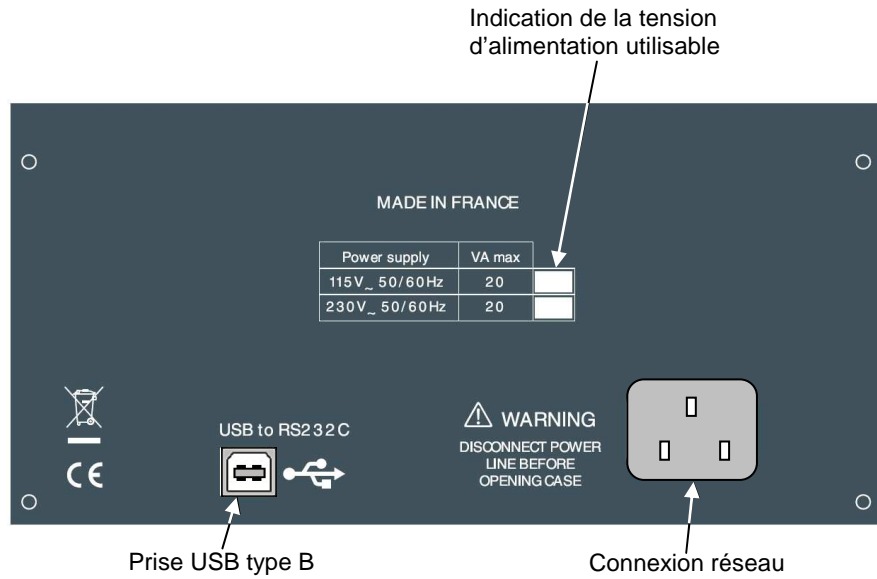 Indication de la tension
d'alimentation utilisable
MADE IN FRANCE
Power supply VA max
115V~ 50/60Hz 20
230V~ 50/60Hz 20
USB to RS232C
WARNING
DISCONNECT POWER
LINE BEFORE
OPENING CASE
CE
Prise USB type B
Connexion réseau